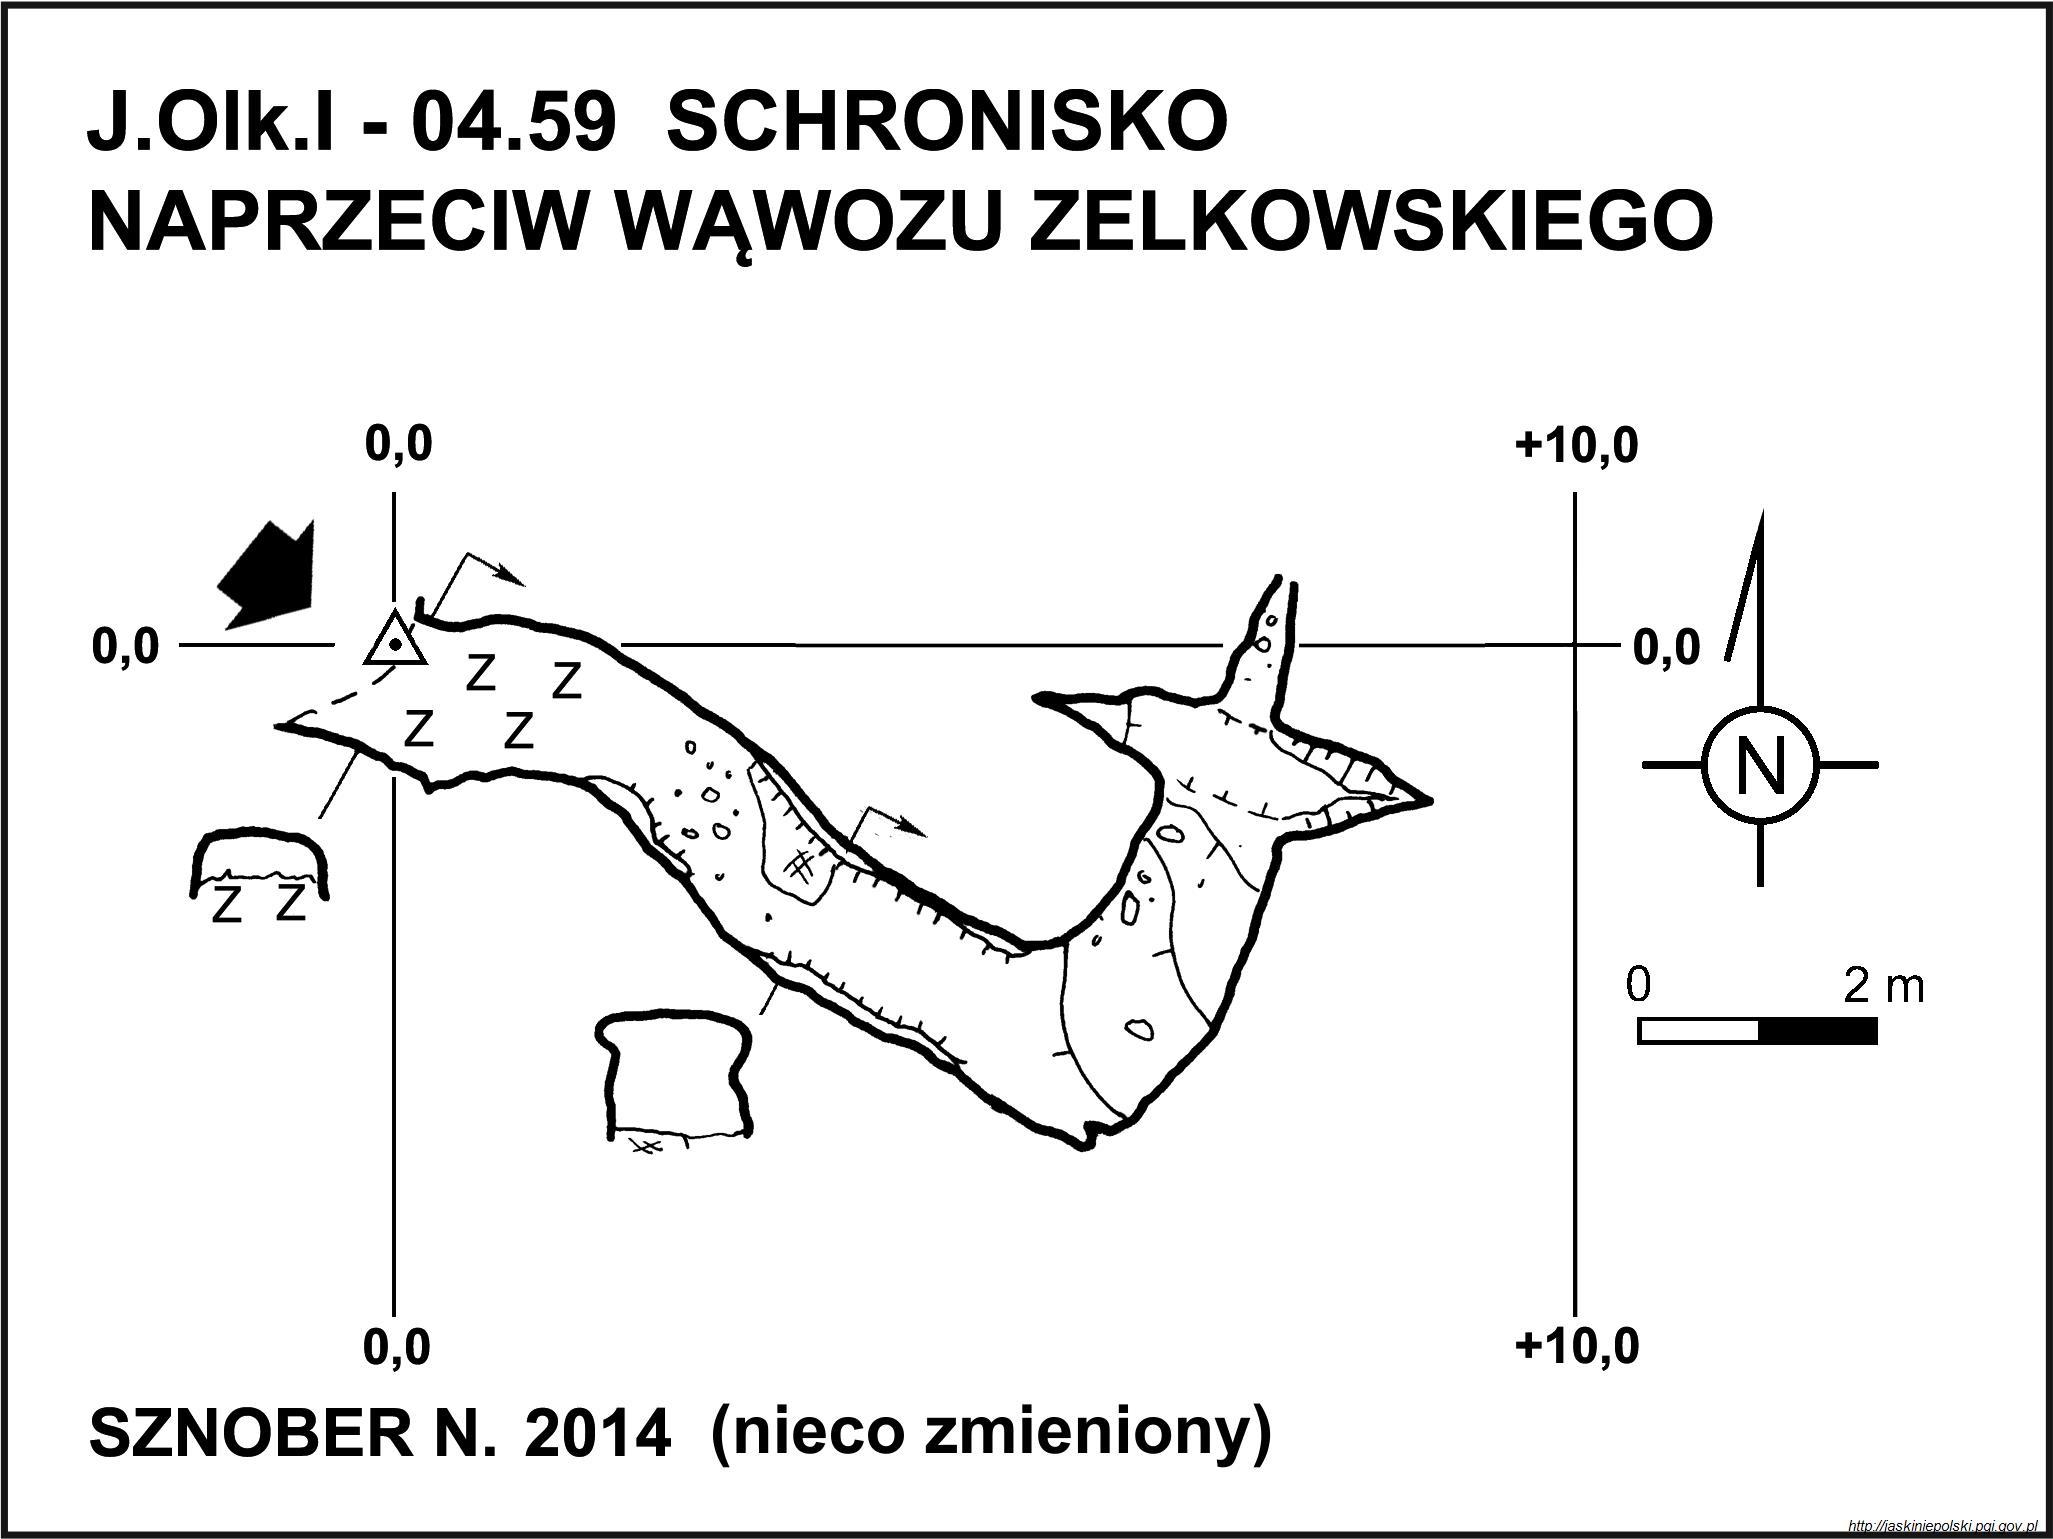 J.Olk.I - 04.59 SCHRONISKO
NAPRZECIW WĄWOZU ZELKOWSKIEGO
0,0 +10,0
0,0 0,0
Z Z
Z Z
N
Z Z
0 2 m
0,0 +10,0
SZNOBER N. 2014 (nieco zmieniony)
http://jaskiniepolski.pgi.gov.pl